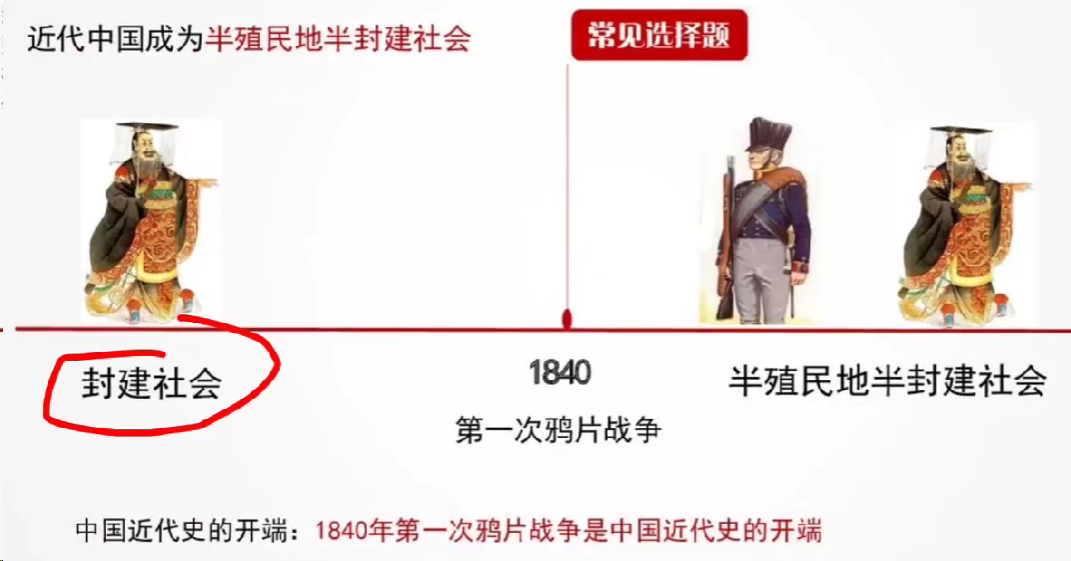 近代中国成为半殖民地半封建社会
常见选择题
封建社会
1840
半殖民地半封建社会
第一次鸦片战争
中国近代史的开端：1840年第一次鸦片战争是中国近代史的开端